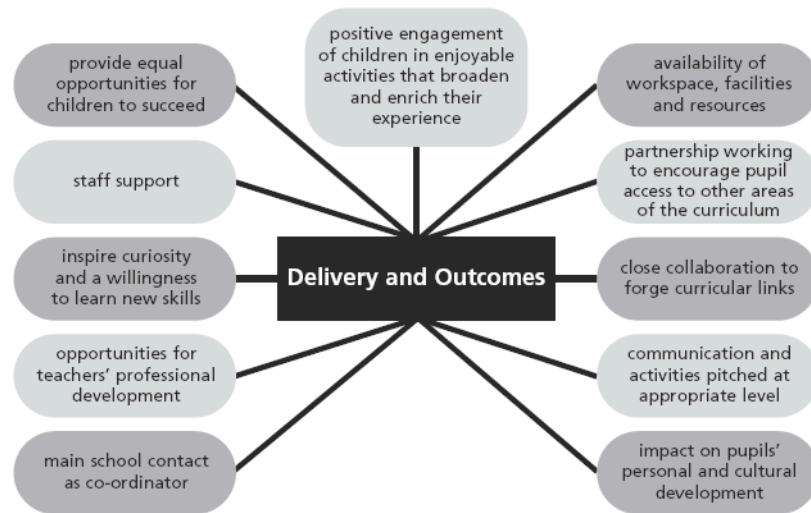 positive engagement
of children in enjoyable
activities that broaden
and enrich their
experience
provide equal
opportunities for
children to succeed
availability of
workspace, facilities
and resources
staff support
partnership working
to encourage pupil
access to other areas
of the curriculum
inspire curiosity
and a willingness
to learn new skills
Delivery and Outcomes
close collaboration to
forge curricular links
opportunities for
teachers’ professional
development
communication and
activities pitched at
appropriate level
main school contact
as co-ordinator
impact on pupils’
personal and cultural
development